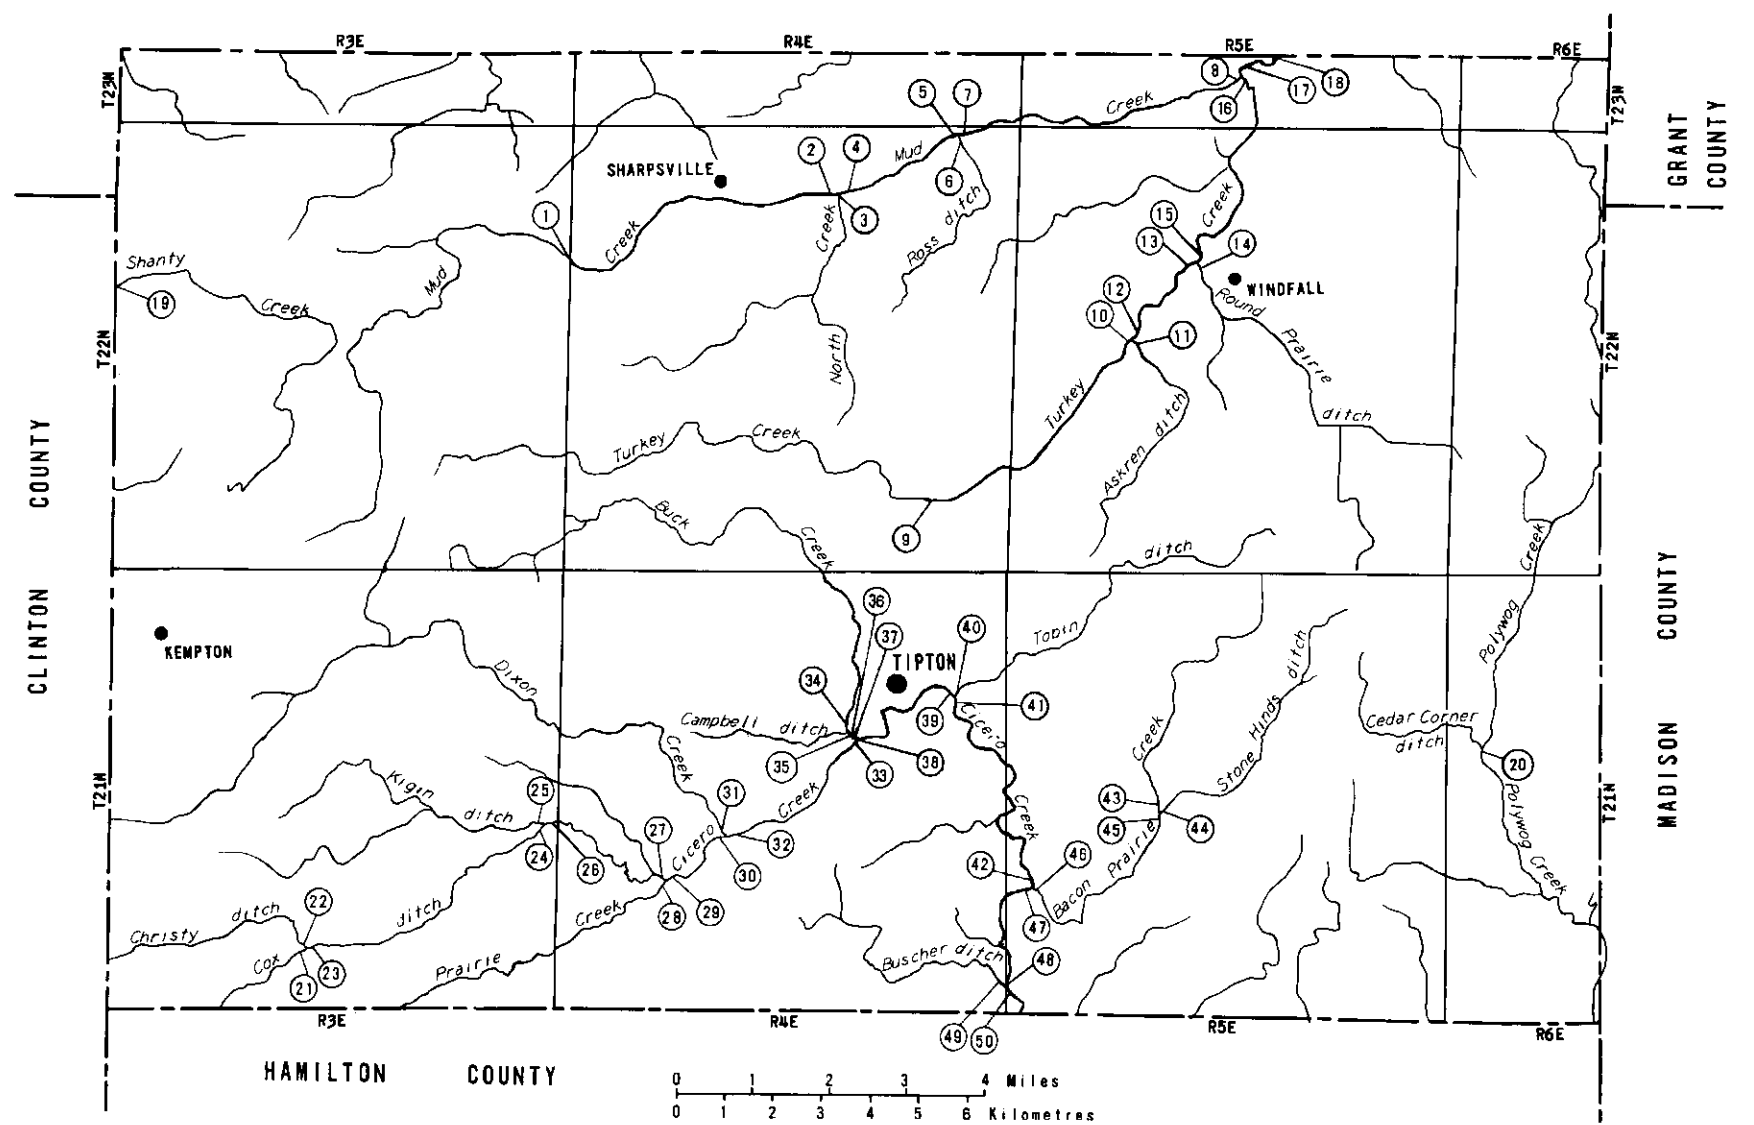 R3E
R4E
R5E
R6E
T23N
T23N
8
17
18
16
5
7
Creek
GRANT
COUNTY
SHARPSVILLE
2
4
Mud
6
3
1
Creek
Creek
Ross ditch
15
13
14
Creek
Shanty
Creek
19
Mud
WINDFALL
Round Prairie
ditch
12
10
11
T22N
T22N
North
Turkey
Askren ditch
Turkey Creek
CLINTON COUNTY
Buck Creek
9
ditch
Creek
MADISON COUNTY
36
37
40
Tobin
Polywog
KEMPTON
TIPTON
Dixon
34
39
41
Cicero
Campbell ditch
35
33
38
Creek
Stone Hinds ditch
Cedar Corner
ditch
20
T21N
T21N
Kigin
ditch
25
Creek
31
Creek
Creek
43
45
44
Polywog
Creek
24
26
27
Cicero
32
30
42
46
Bacon Prairie
22
ditch
Christy
ditch
Creek
28
29
47
Cox
21
23
Prairie
Buscher ditch
48
49
50
R3E
R4E
R5E
R6E
HAMILTON COUNTY
0 1 2 3 4 Miles
0 1 2 3 4 5 6 Kilometres